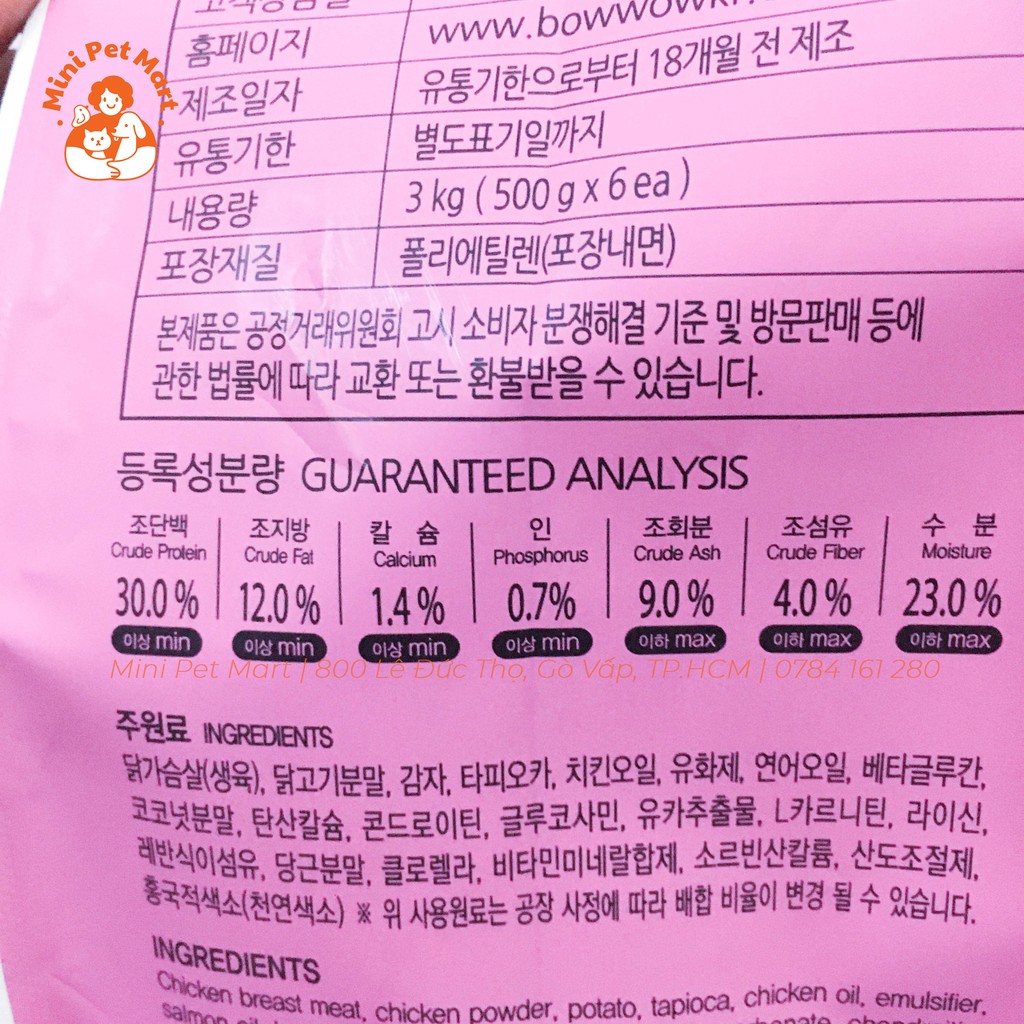 Mini Pet Mart
홈페이지 www.bowwowkr.
제조일자 유통기한으로부터 18개월 전 제조
유통기한 별도표기일까지
내용량 3 kg ( 500 g x 6 ea )
포장재질 폴리에틸렌(포장내면)
본제품은 공정거래위원회 고시 소비자 분쟁해결 기준 및 방문판매 등에
관한 법률에 따라 교환 또는 환불받을 수 있습니다.
등록성분량 GUARANTEED ANALYSIS
조단백 조지방 칼 슘 인 조회분 조섬유 수 분
Crude Protein Crude Fat Calcium Phosphorus Crude Ash Crude Fiber Moisture
30.0 % 12.0 % 1.4 % 0.7% 9.0 % 4.0 % 23.0 %
이상 min 이상 min 이상 min 이상 min 이하 max 이하 max 이하 max
Mini Pet Mart | 800 Lê Đức Thọ, Gò Vấp, TP.HCM | 0784 161 280
주원료 INGREDIENTS
닭가슴살(생육), 닭고기분말, 감자, 타피오카, 치킨오일, 유화제, 연어오일, 베타글루칸,
코코넛분말, 탄산칼슘, 콘드로이틴, 글루코사민, 유카추출물, L카르니틴, 라이신,
레반식이섬유, 당근분말, 클로렐라, 비타민미네랄합제, 소르빈산칼륨, 산도조절제,
홍국적색소(천연색소) ※ 위 사용원료는 공장 사정에 따라 배합 비율이 변경 될 수 있습니다.
INGREDIENTS
Chicken breast meat, chicken powder, potato, tapioca, chicken oil, emulsifier,
salmon